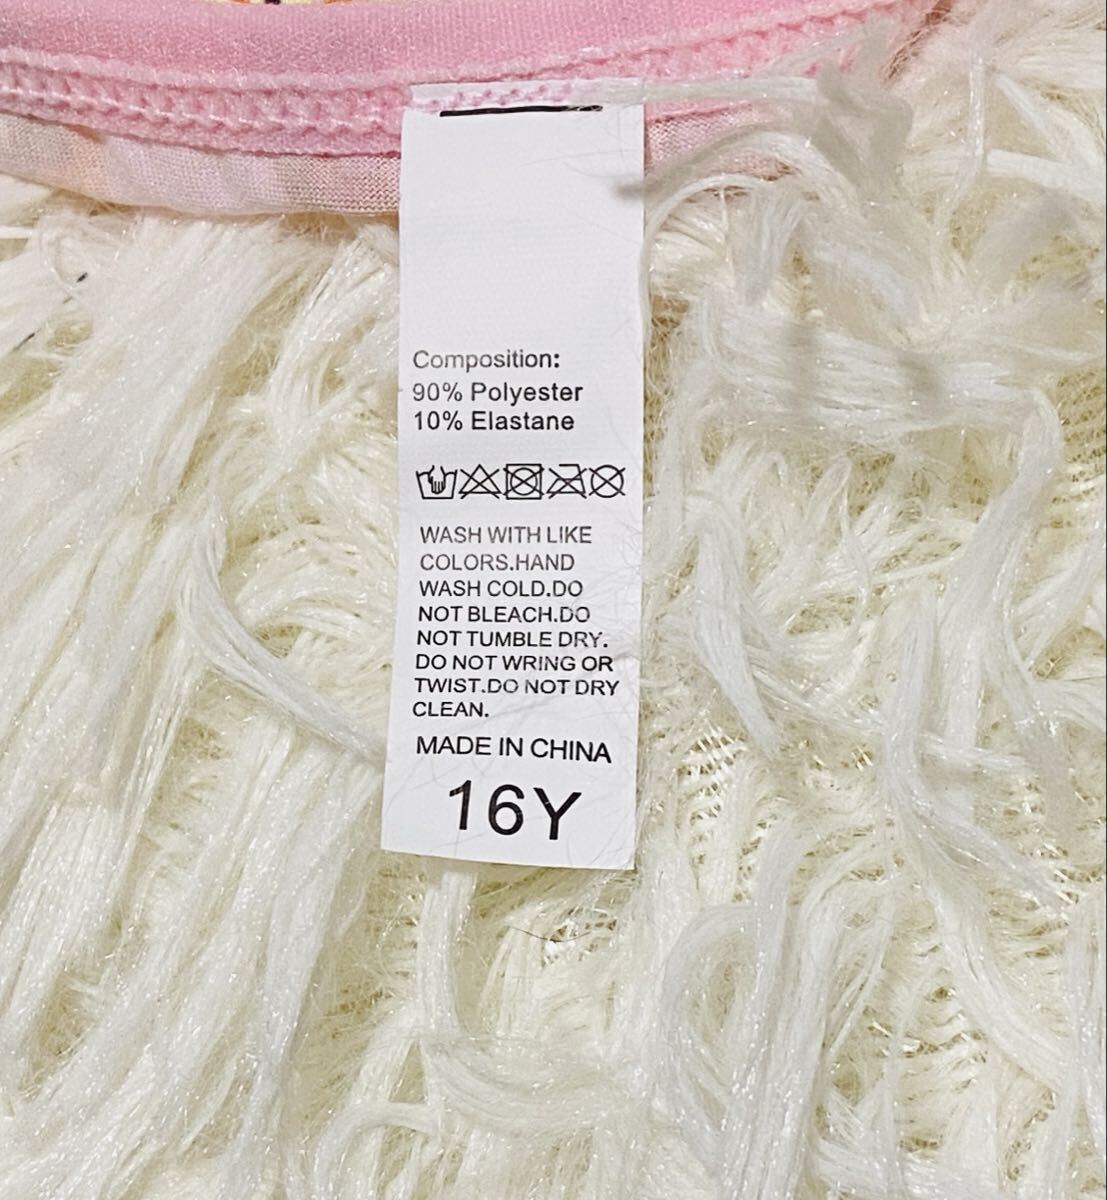 Composition:
90% Polyester
10% Elastane
WASH WITH LIKE
COLORS.HAND
WASH COLD.DO
NOT BLEACH.DO
NOT TUMBLE DRY.
DO NOT WRING OR
TWIST.DO NOT DRY
CLEAN.
MADE IN CHINA
16Y